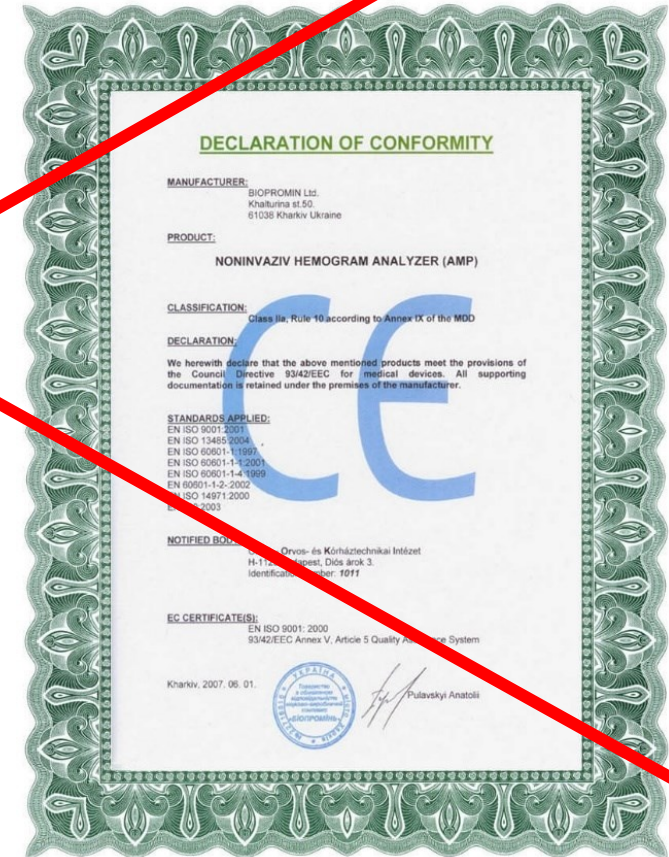 DECLARATION OF CONFORMITY
MANUFACTURER:
BIOPROMIN Ltd.
Khalturina st.50.
61038 Kharkiv Ukraine
PRODUCT:
NONINVAZIV HEMOGRAM ANALYZER (AMP)
CLASSIFICATION:
Class IIa, Rule 10 according to Annex IX of the MDD
DECLARATION:
We herewith declare that the above mentioned products meet the provisions of
the Council Directive 93/42/EEC for medical devices. All supporting
documentation is retained under the premises of the manufacturer.
CE
STANDARDS APPLIED:
EN ISO 9001:2001
EN ISO 13485:2004
EN ISO 60601-1:1997
EN ISO 60601-1-1:2001
EN ISO 60601-1-4:1999
EN 60601-1-2-:2002
EN ISO 14971:2000
2003
NOTIFIED
Orvos- és Kórháztechnikai Intézet
Diós árok 3.
1011
EC CERTIFICATE(S):
EN ISO 9001: 2000
93/42/EEC Annex V, Article 5 Quality System
Kharkiv, 2007. 06. 01.
УКРАЇНА
«БІОПРОМІНЬ»
Pulavskyi Anatolii